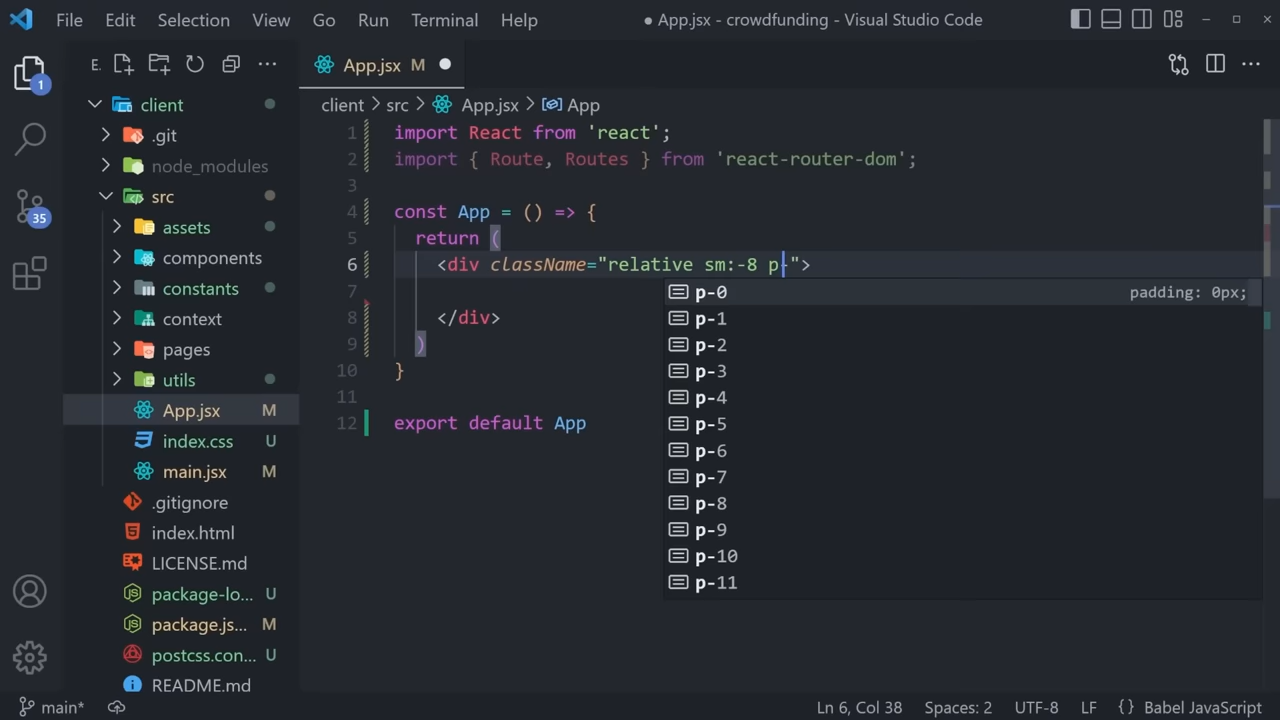 File Edit Selection View Go Run Terminal Help ● App.jsx - crowdfunding - Visual Studio Code
E.
App.jsx M
client > src > App.jsx > App
1
35
client
.git
node_modules
src
assets
components
constants
context
pages
utils
App.jsx M
index.css U
main.jsx M
.gitignore
index.html
LICENSE.md
package-lo... U
package.js... M
postcss.con... U
README.md
1 import React from 'react';
2 import { Route, Routes } from 'react-router-dom';
3
4 const App = () => {
5 return (
6 <div className="relative sm:-8 p-">
7
8 </div>
9 )
10 }
11
12 export default App
p-0 padding: 0px;
p-1
p-2
p-3
p-4
p-5
p-6
p-7
p-8
p-9
p-10
p-11
main* Ln 6, Col 38 Spaces: 2 UTF-8 LF {} Babel JavaScript